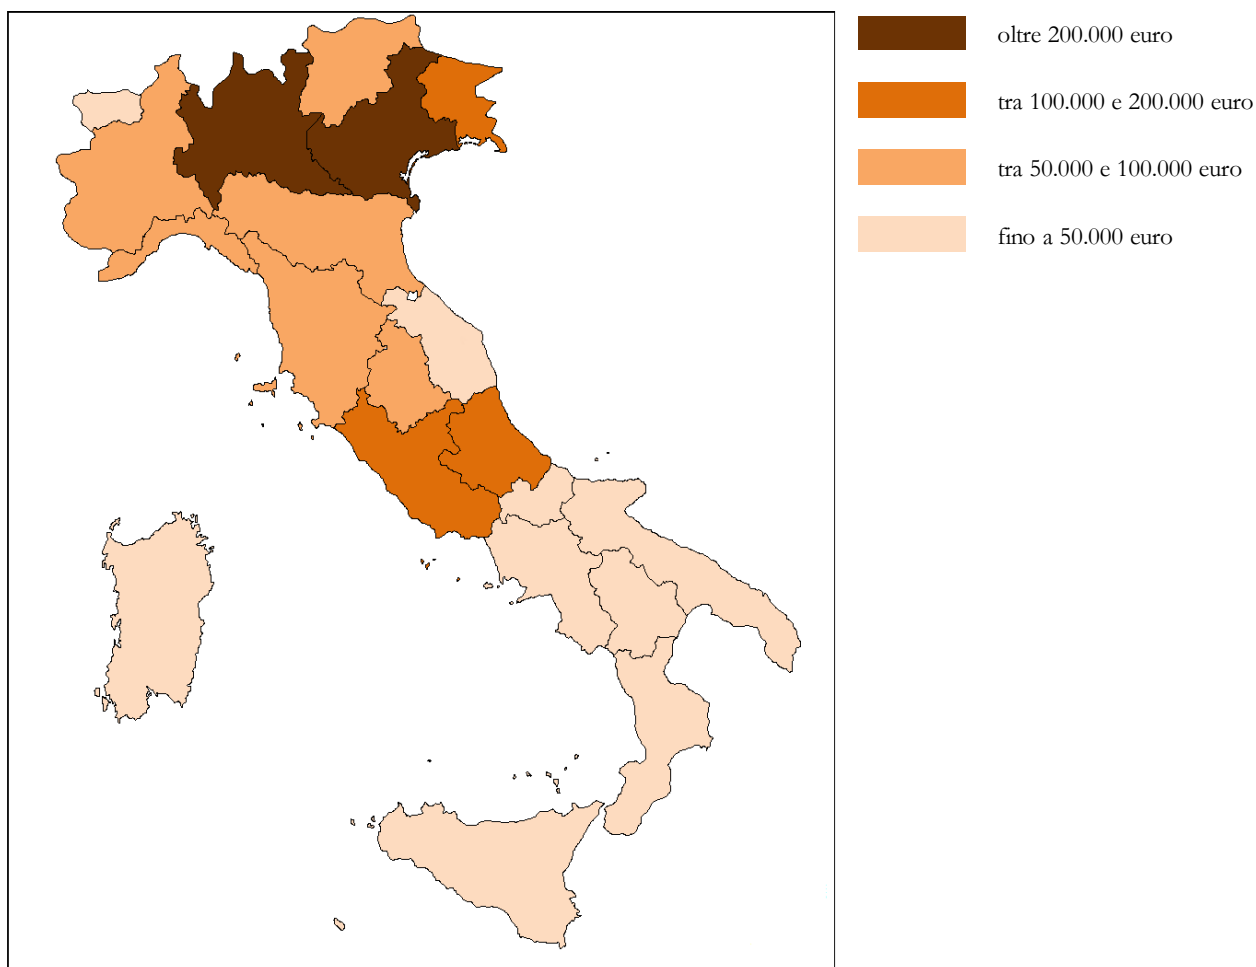 oltre 200.000 euro
tra 100.000 e 200.000 euro
tra 50.000 e 100.000 euro
fino a 50.000 euro